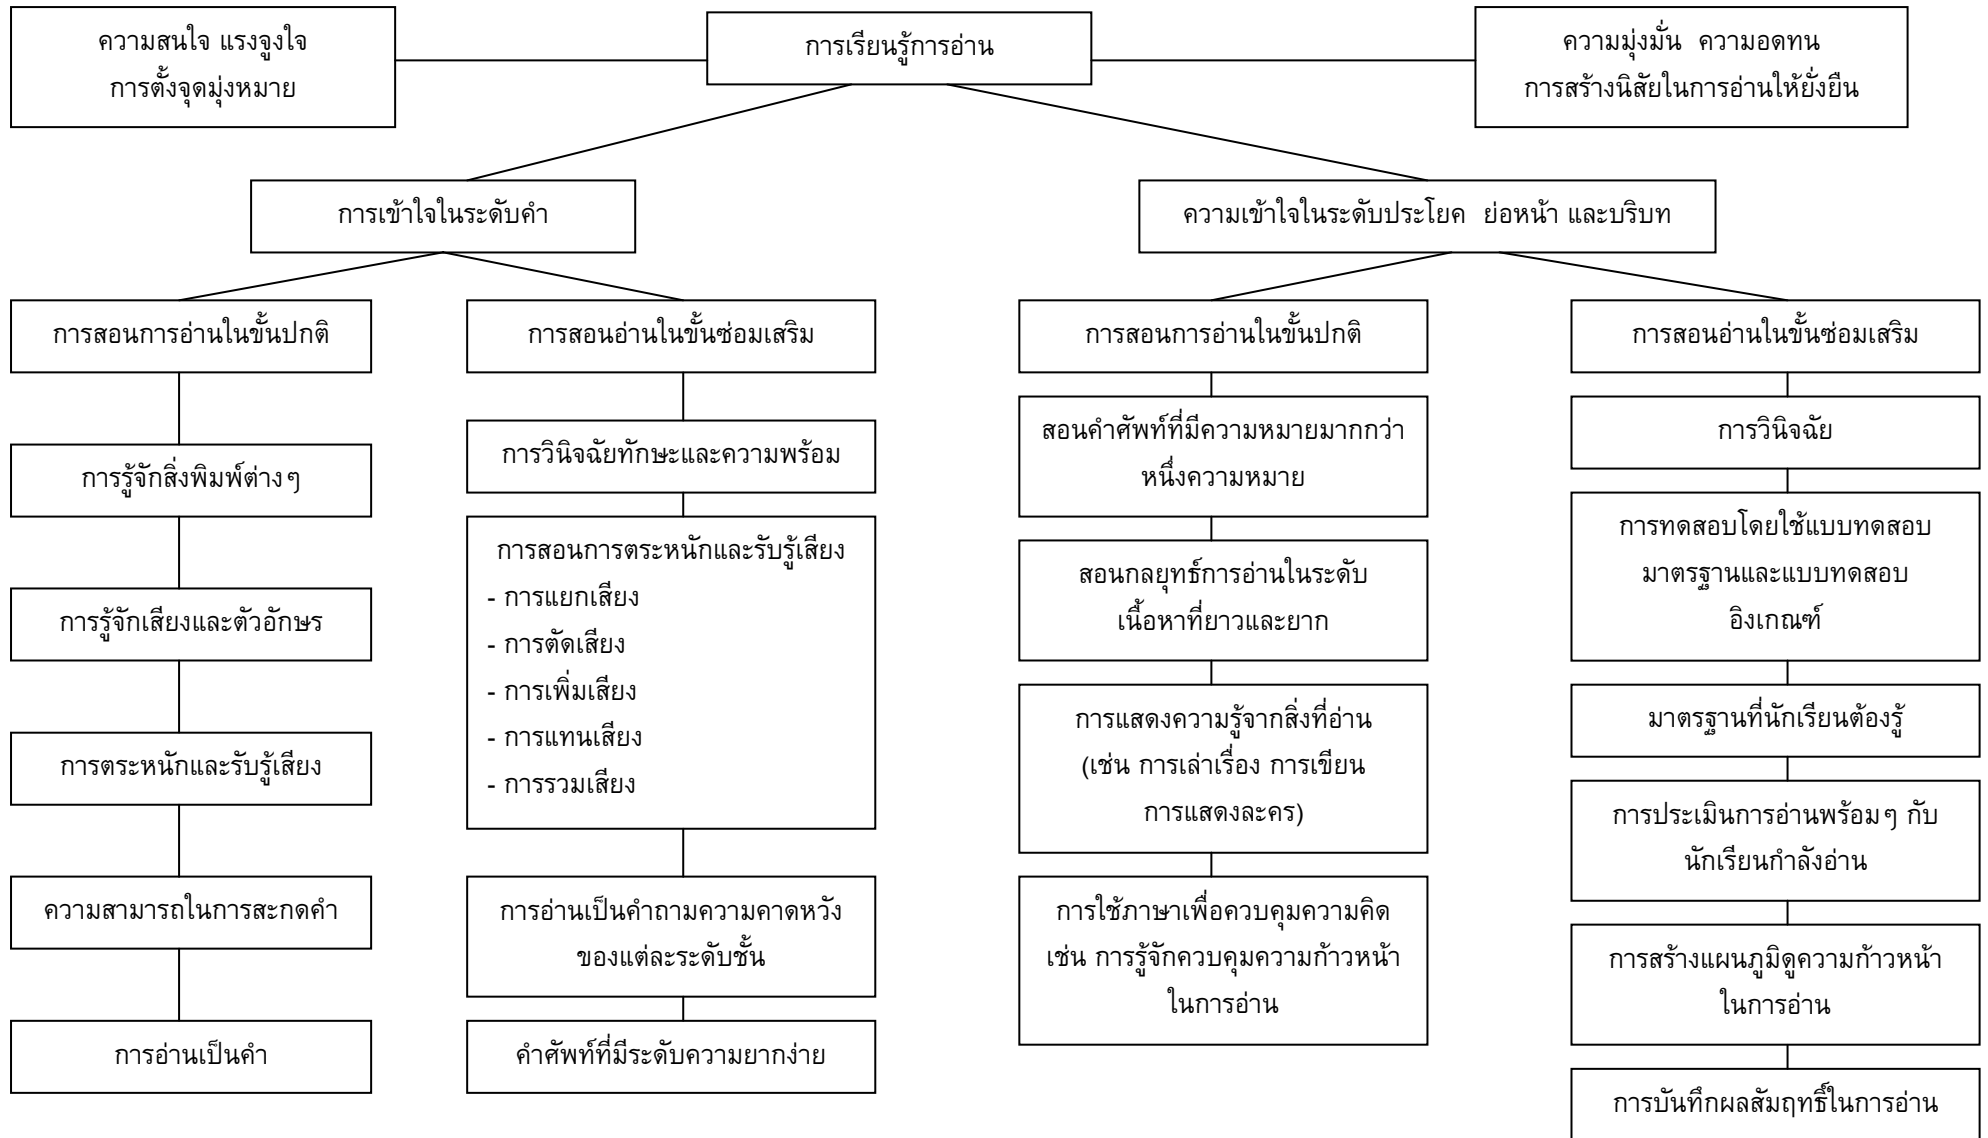 ความสนใจ แรงจูงใจ
การตั้งจุดมุ่งหมาย
การเรียนรู้การอ่าน
ความมุ่งมั่น ความอดทน
การสร้างนิสัยในการอ่านให้ยั่งยืน
การเข้าใจในระดับคำ
ความเข้าใจในระดับประโยค ย่อหน้า และบริบท
การสอนการอ่านในขั้นปกติ
การรู้จักสิ่งพิมพ์ต่างๆ
การรู้จักเสียงและตัวอักษร
การตระหนักและรับรู้เสียง
ความสามารถในการสะกดคำ
การอ่านเป็นคำ
การสอนอ่านในขั้นซ่อมเสริม
การวินิจฉัยทักษะและความพร้อม
การสอนการตระหนักและรับรู้เสียง
- การแยกเสียง
- การตัดเสียง
- การเพิ่มเสียง
- การแทนเสียง
- การรวมเสียง
การอ่านเป็นคำถามความคาดหวัง
ของแต่ละระดับชั้น
คำศัพท์ที่มีระดับความยากง่าย
การสอนการอ่านในขั้นปกติ
สอนคำศัพท์ที่มีความหมายมากกว่า
หนึ่งความหมาย
สอนกลยุทธ์การอ่านในระดับ
เนื้อหาที่ยาวและยาก
การแสดงความรู้จากสิ่งที่อ่าน
(เช่น การเล่าเรื่อง การเขียน
การแสดงละคร)
การใช้ภาษาเพื่อควบคุมความคิด
เช่น การรู้จักควบคุมความก้าวหน้า
ในการอ่าน
การสอนอ่านในขั้นซ่อมเสริม
การวินิจฉัย
การทดสอบโดยใช้แบบทดสอบ
มาตรฐานและแบบทดสอบ
อิงเกณฑ์
มาตรฐานที่นักเรียนต้องรู้
การประเมินการอ่านพร้อมๆ กับ
นักเรียนกำลังอ่าน
การสร้างแผนภูมิดูความก้าวหน้า
ในการอ่าน
การบันทึกผลสัมฤทธิ์ในการอ่าน